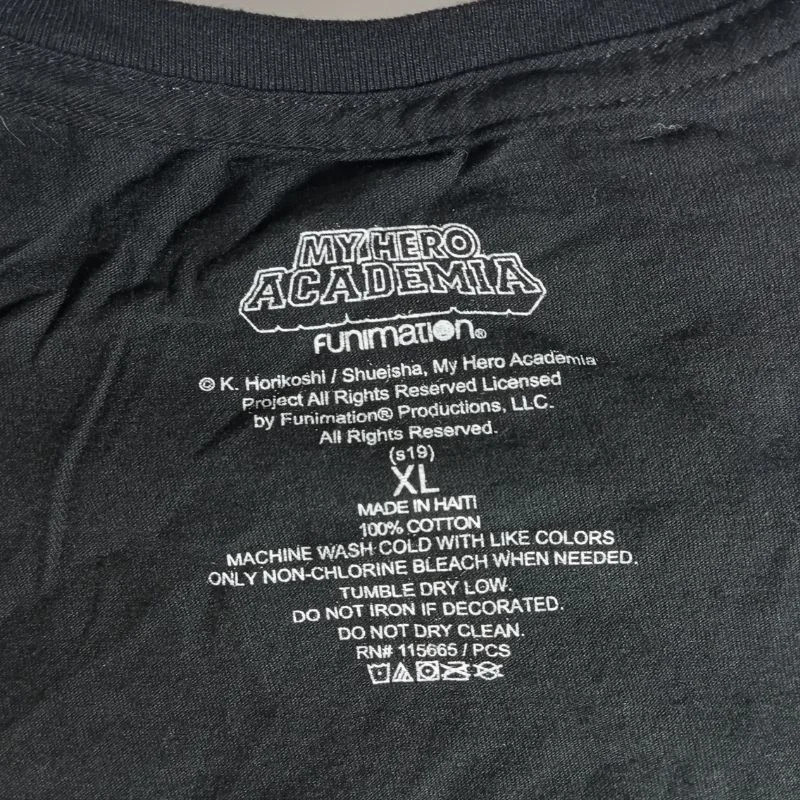 MY HERO
ACADEMIA
FUNIMATION®
© K. Horikoshi / Shueisha, My Hero Academia
Project All Rights Reserved Licensed
by Funimation® Productions, LLC.
All Rights Reserved.
(s19)
XL
MADE IN HAITI
100% COTTON
MACHINE WASH COLD WITH LIKE COLORS
ONLY NON-CHLORINE BLEACH WHEN NEEDED.
TUMBLE DRY LOW.
DO NOT IRON IF DECORATED.
DO NOT DRY CLEAN.
RN# 115665 / PCS